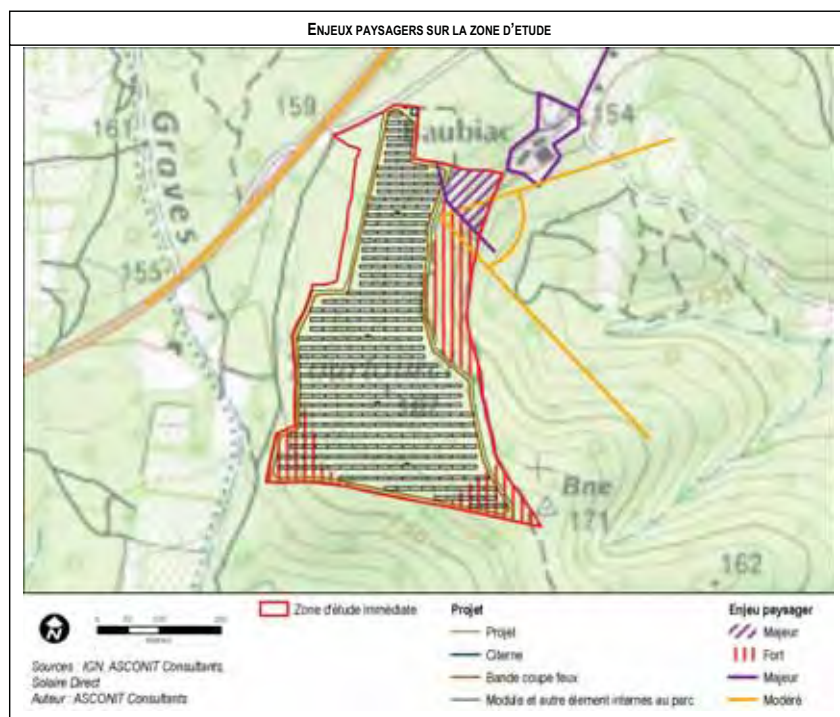 ENJEUX PAYSAGERS SUR LA ZONE D'ETUDE
159
154
161
Graves
155
Bne
171
162
N
Zone d'étude immédiate
Projet
Projet
Citerne
Bande coupe feux
Module et autre élément internes au parc
Enjeu paysager
Majeur
Fort
Majeur
Modéré
Sources : IGN, ASCONIT Consultants,
Solaire Direct
Auteur : ASCONIT Consultants